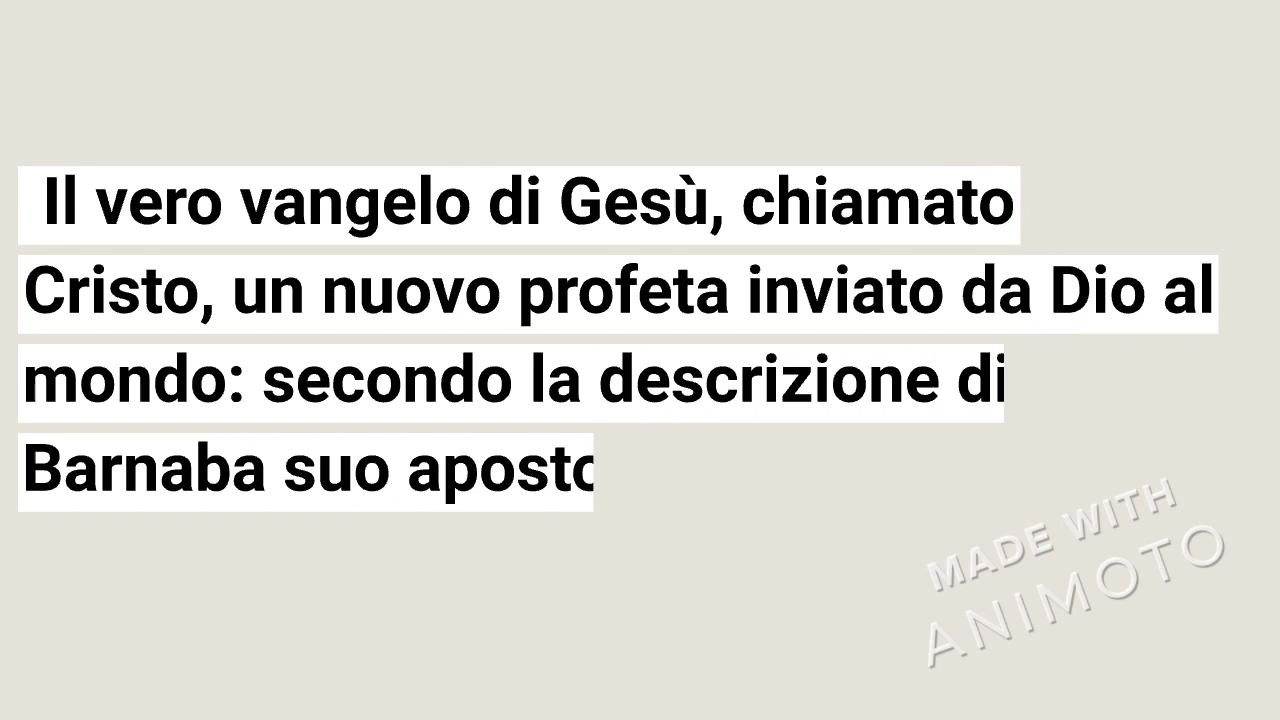 Il vero vangelo di Gesù, chiamato
Cristo, un nuovo profeta inviato da Dio al
mondo: secondo la descrizione di
Barnaba suo aposto
MADE WITH
ANIMOTO